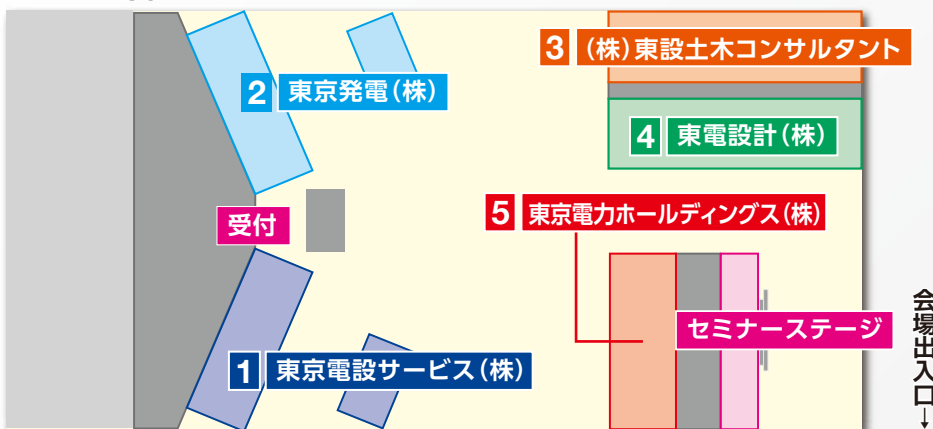 3 (株)東設土木コンサルタント
2 東京発電(株)
4 東電設計(株)
受付
5 東京電力ホールディングス(株)
セミナーステージ
1 東京電設サービス(株)
会場出入口→